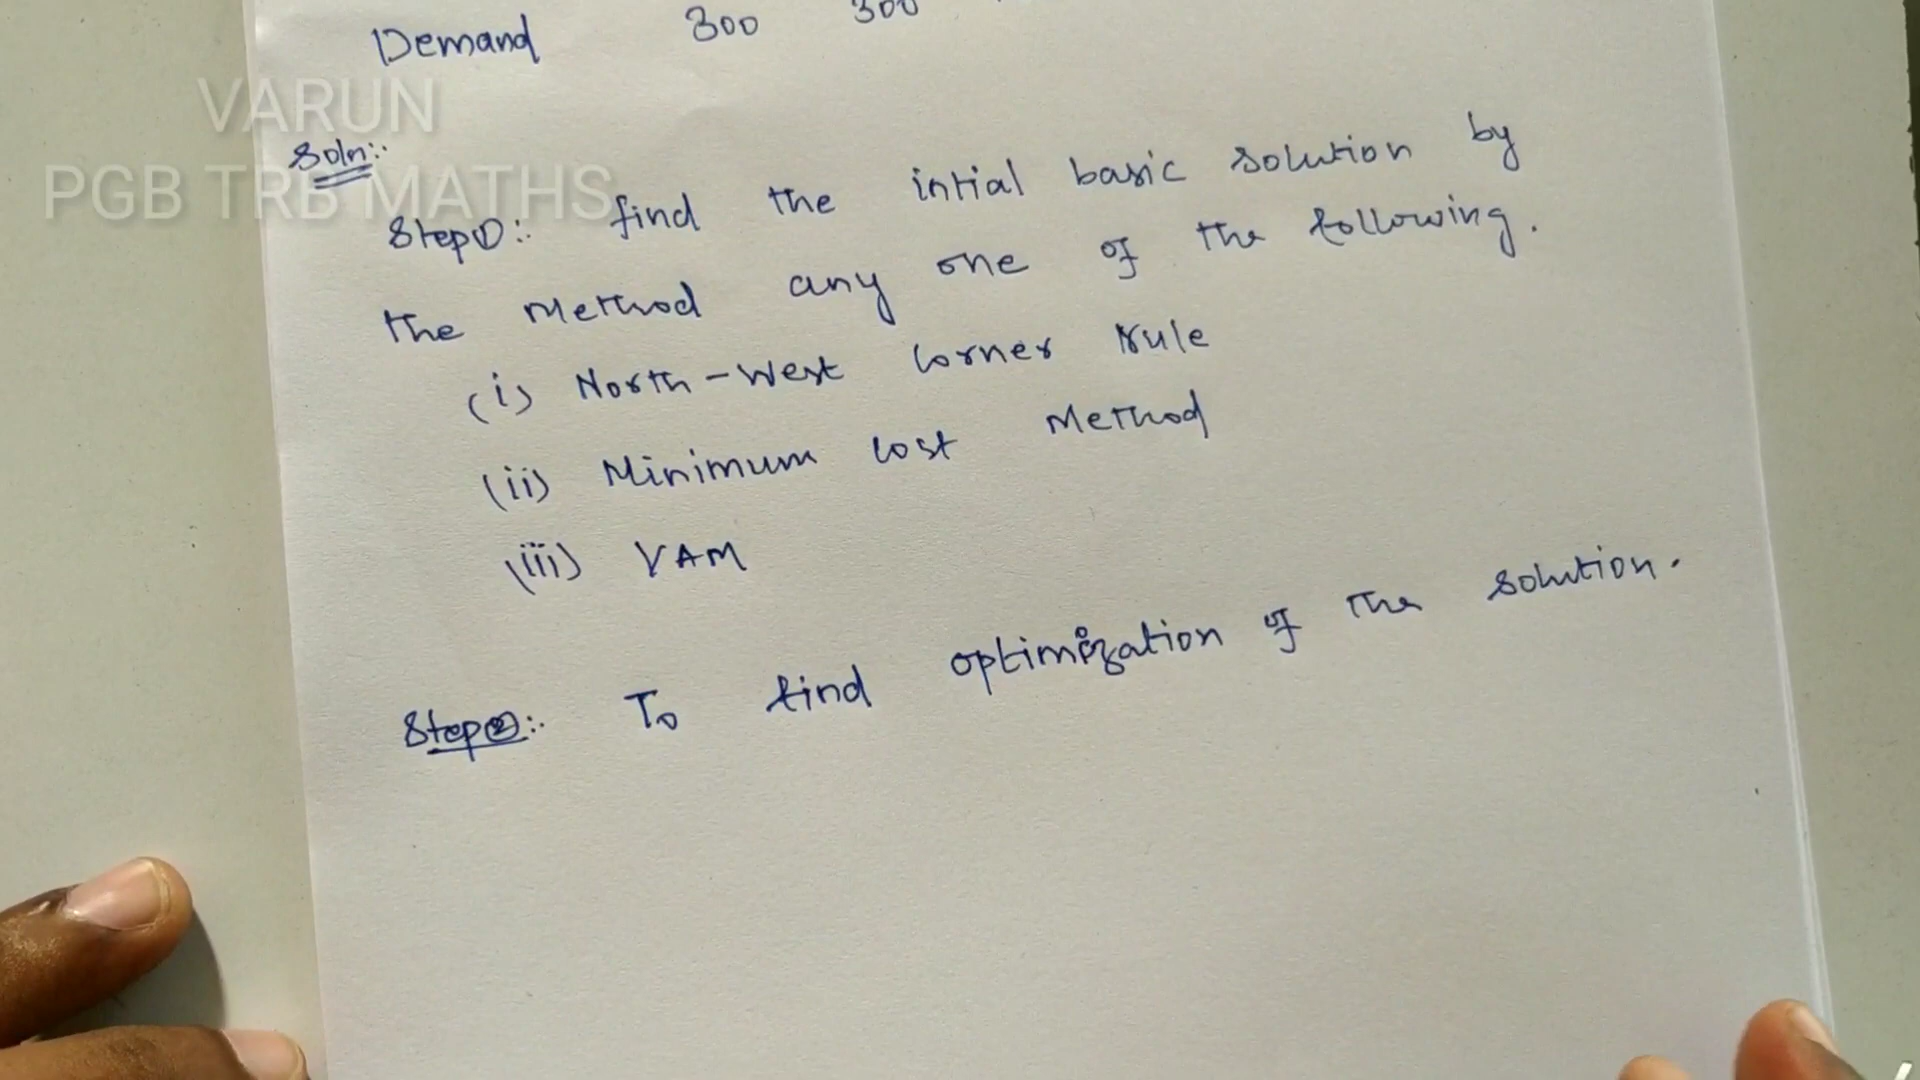 Demand 300 300
VARUN
PGB TRB MATHS
Soln:-
Step①:- find the intial basic solution by
the method any one of the following.
(i) North-West Corner Rule
(ii) Minimum cost Method
(iii) VAM
Step②:- To find optimization of the solution.